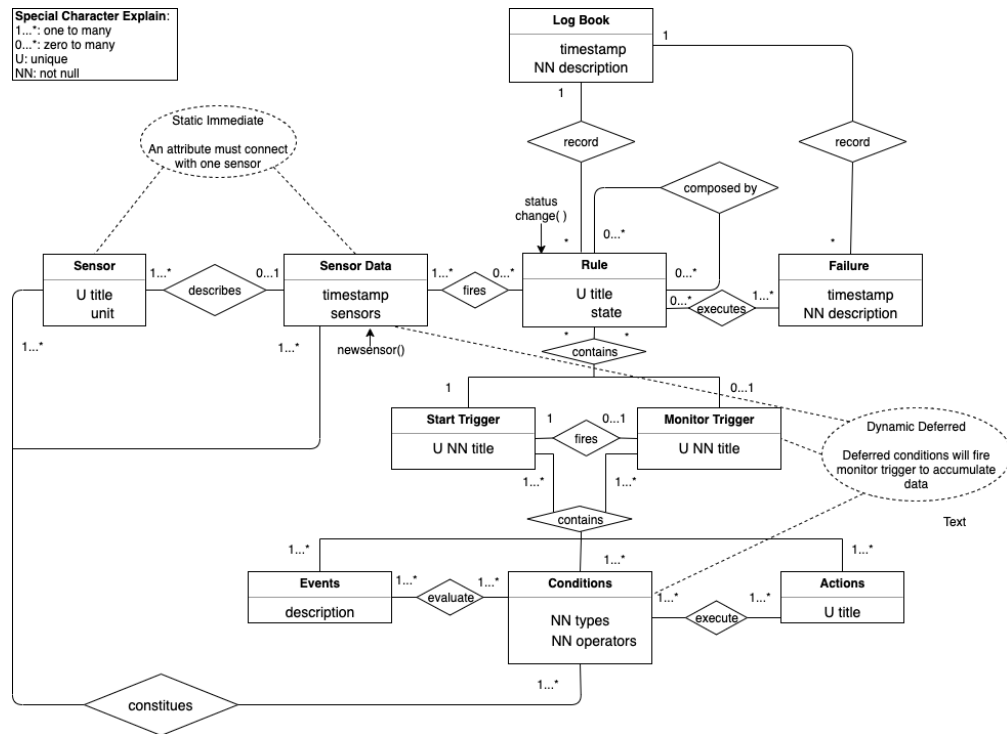 Special Character Explain:
1...*: one to many
0...*: zero to many
U: unique
NN: not null
Log Book
timestamp
NN description
1
1
record
record
Static Immediate
An attribute must connect
with one sensor
composed by
status
change( )
*
0...*
*
Sensor
U title
unit
1...*
describes
0...1
Sensor Data
timestamp
sensors
1...*
fires
0...*
Rule
U title
state
0...*
0...*
executes
1...*
Failure
timestamp
NN description
1...*
1...*
newsensor()
*
*
contains
1
0...1
Start Trigger
U NN title
1
fires
0...1
Monitor Trigger
U NN title
Dynamic Deferred
Deferred conditions will fire
monitor trigger to accumulate
data
1...*
1...*
contains
Text
1...*
1...*
1...*
Events
description
1...*
evaluate
1...*
Conditions
NN types
NN operators
1...*
execute
1...*
Actions
U title
1...*
constitues